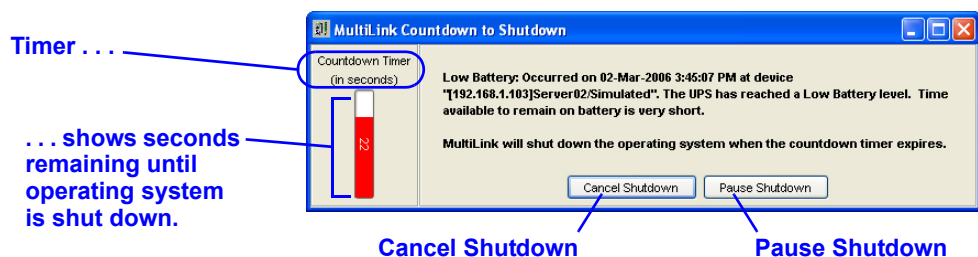 MultiLink Countdown to Shutdown
Timer . . .
Countdown Timer
(in seconds)
Low Battery: Occurred on 02-Mar-2006 3:45:07 PM at device
"[192.168.1.103]Server02/Simulated". The UPS has reached a Low Battery level. Time
available to remain on battery is very short.
. . . shows seconds
remaining until
operating system
is shut down.
22
MultiLink will shut down the operating system when the countdown timer expires.
Cancel Shutdown
Pause Shutdown
Cancel Shutdown
Pause Shutdown